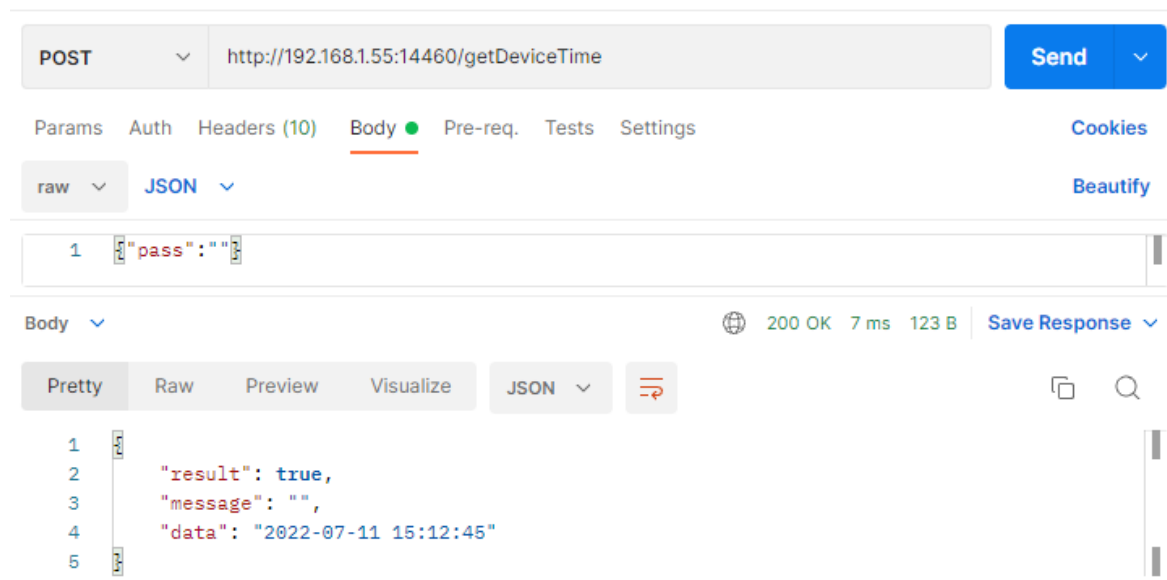 POST http://192.168.1.55:14460/getDeviceTime Send
Params Auth Headers (10) Body Pre-req. Tests Settings Cookies
raw JSON Beautify
1 {"pass":""}
Body 200 OK 7 ms 123 B Save Response
Pretty Raw Preview Visualize JSON
1 {
2 "result": true,
3 "message": "",
4 "data": "2022-07-11 15:12:45"
5 }